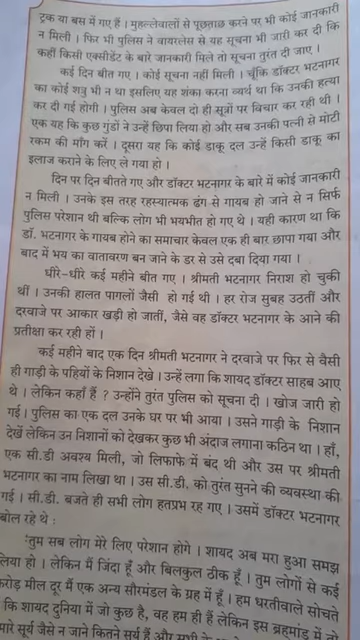 ट्रक या बस में गए हैं। मुहल्लेवालों से पूछताछ करने पर भी कोई जानकारी
न मिली। फिर भी पुलिस ने वायरलेस से यह सूचना भी जारी कर दी कि
कहीं किसी एक्सीडेंट के बारे जानकारी मिले तो सूचना तुरंत दी जाए।
कई दिन बीत गए। कोई सूचना नहीं मिली। चूँकि डॉक्टर भटनागर
का कोई शत्रु भी न था इसलिए यह शंका करना व्यर्थ था कि उनकी हत्या
कर दी गई होगी। पुलिस अब केवल दो ही सूत्रों पर विचार कर रही थी।
एक यह कि कुछ गुंडों ने उन्हें छिपा लिया हो और सब उनकी पत्नी से मोटी
रकम की माँग करें। दूसरा यह कि कोई डाकू दल उन्हें किसी डाकू का
इलाज कराने के लिए ले गया हो।
दिन पर दिन बीतते गए और डॉक्टर भटनागर के बारे में कोई जानकारी
न मिली। उनके इस तरह रहस्यात्मक ढंग से गायब हो जाने से न सिर्फ
पुलिस परेशान थी बल्कि लोग भी भयभीत हो गए थे। यही कारण था कि
डॉ. भटनागर के गायब होने का समाचार केवल एक ही बार छापा गया और
बाद में भय का वातावरण बन जाने के डर से उसे दबा दिया गया।
धीरे-धीरे कई महीने बीत गए। श्रीमती भटनागर निराश हो चुकी
थीं। उनकी हालत पागलों जैसी हो गई थी। हर रोज सुबह उठतीं और
दरवाजे पर आकर खड़ी हो जातीं, जैसे वह डॉक्टर भटनागर के आने की
प्रतीक्षा कर रही हों।
कई महीने बाद एक दिन श्रीमती भटनागर ने दरवाजे पर फिर से वैसी
ही गाड़ी के पहियों के निशान देखे। उन्हें लगा कि शायद डॉक्टर साहब आए
थे। लेकिन कहाँ हैं ? उन्होंने तुरंत पुलिस को सूचना दी। खोज जारी हो
गई। पुलिस का एक दल उनके घर पर भी आया। उसने गाड़ी के निशान
देखे लेकिन उन निशानों को देखकर कुछ भी अंदाज लगाना कठिन था। हाँ,
एक सी.डी अवश्य मिली, जो लिफाफे में बंद थी और उस पर श्रीमती
भटनागर का नाम लिखा था। उस सी.डी. को तुरंत सुनने की व्यवस्था की
गई। सी.डी. बजते ही सभी लोग हतप्रभ रह गए। उसमें डॉक्टर भटनागर
बोल रहे थे :
'तुम सब लोग मेरे लिए परेशान होगे। शायद अब मरा हुआ समझ
लिया हो। लेकिन मैं जिंदा हूँ और बिलकुल ठीक हूँ। तुम लोगों से कई
करोड़ मील दूर मैं एक अन्य सौरमंडल के ग्रह में हूँ। हम धरतीवाले सोचते
कि शायद दुनिया में जो कुछ है, वह हम ही हैं लेकिन इस ब्रहमांड में तो
मारे सूर्य जैसे न जाने कितने सूर्य हैं और